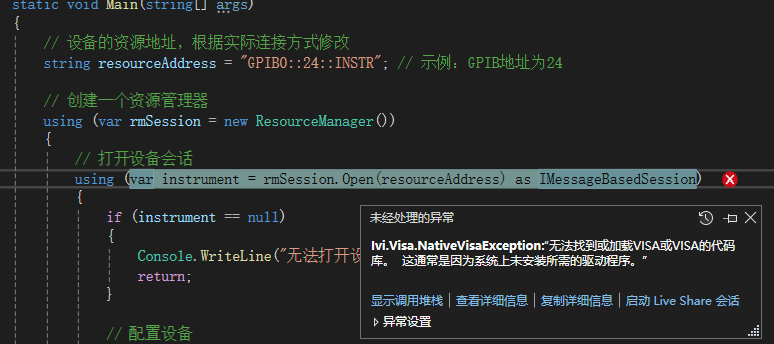 static void Main(string[] args)
{
// 设备的资源地址，根据实际连接方式修改
string resourceAddress = "GPIB0::24::INSTR"; // 示例：GPIB地址为24
// 创建一个资源管理器
using (var rmSession = new ResourceManager())
{
// 打开设备会话
using (var instrument = rmSession.Open(resourceAddress) as IMessageBasedSession)
{
if (instrument == null)
{
Console.WriteLine("无法打开设
return;
}
// 配置设备
未经处理的异常
Ivi.Visa.NativeVisaException:“无法找到或加载VISA或VISA的代码
库。 这通常是因为系统上未安装所需的驱动程序。”
显示调用堆栈 | 查看详细信息 | 复制详细信息 | 启动 Live Share 会话
异常设置